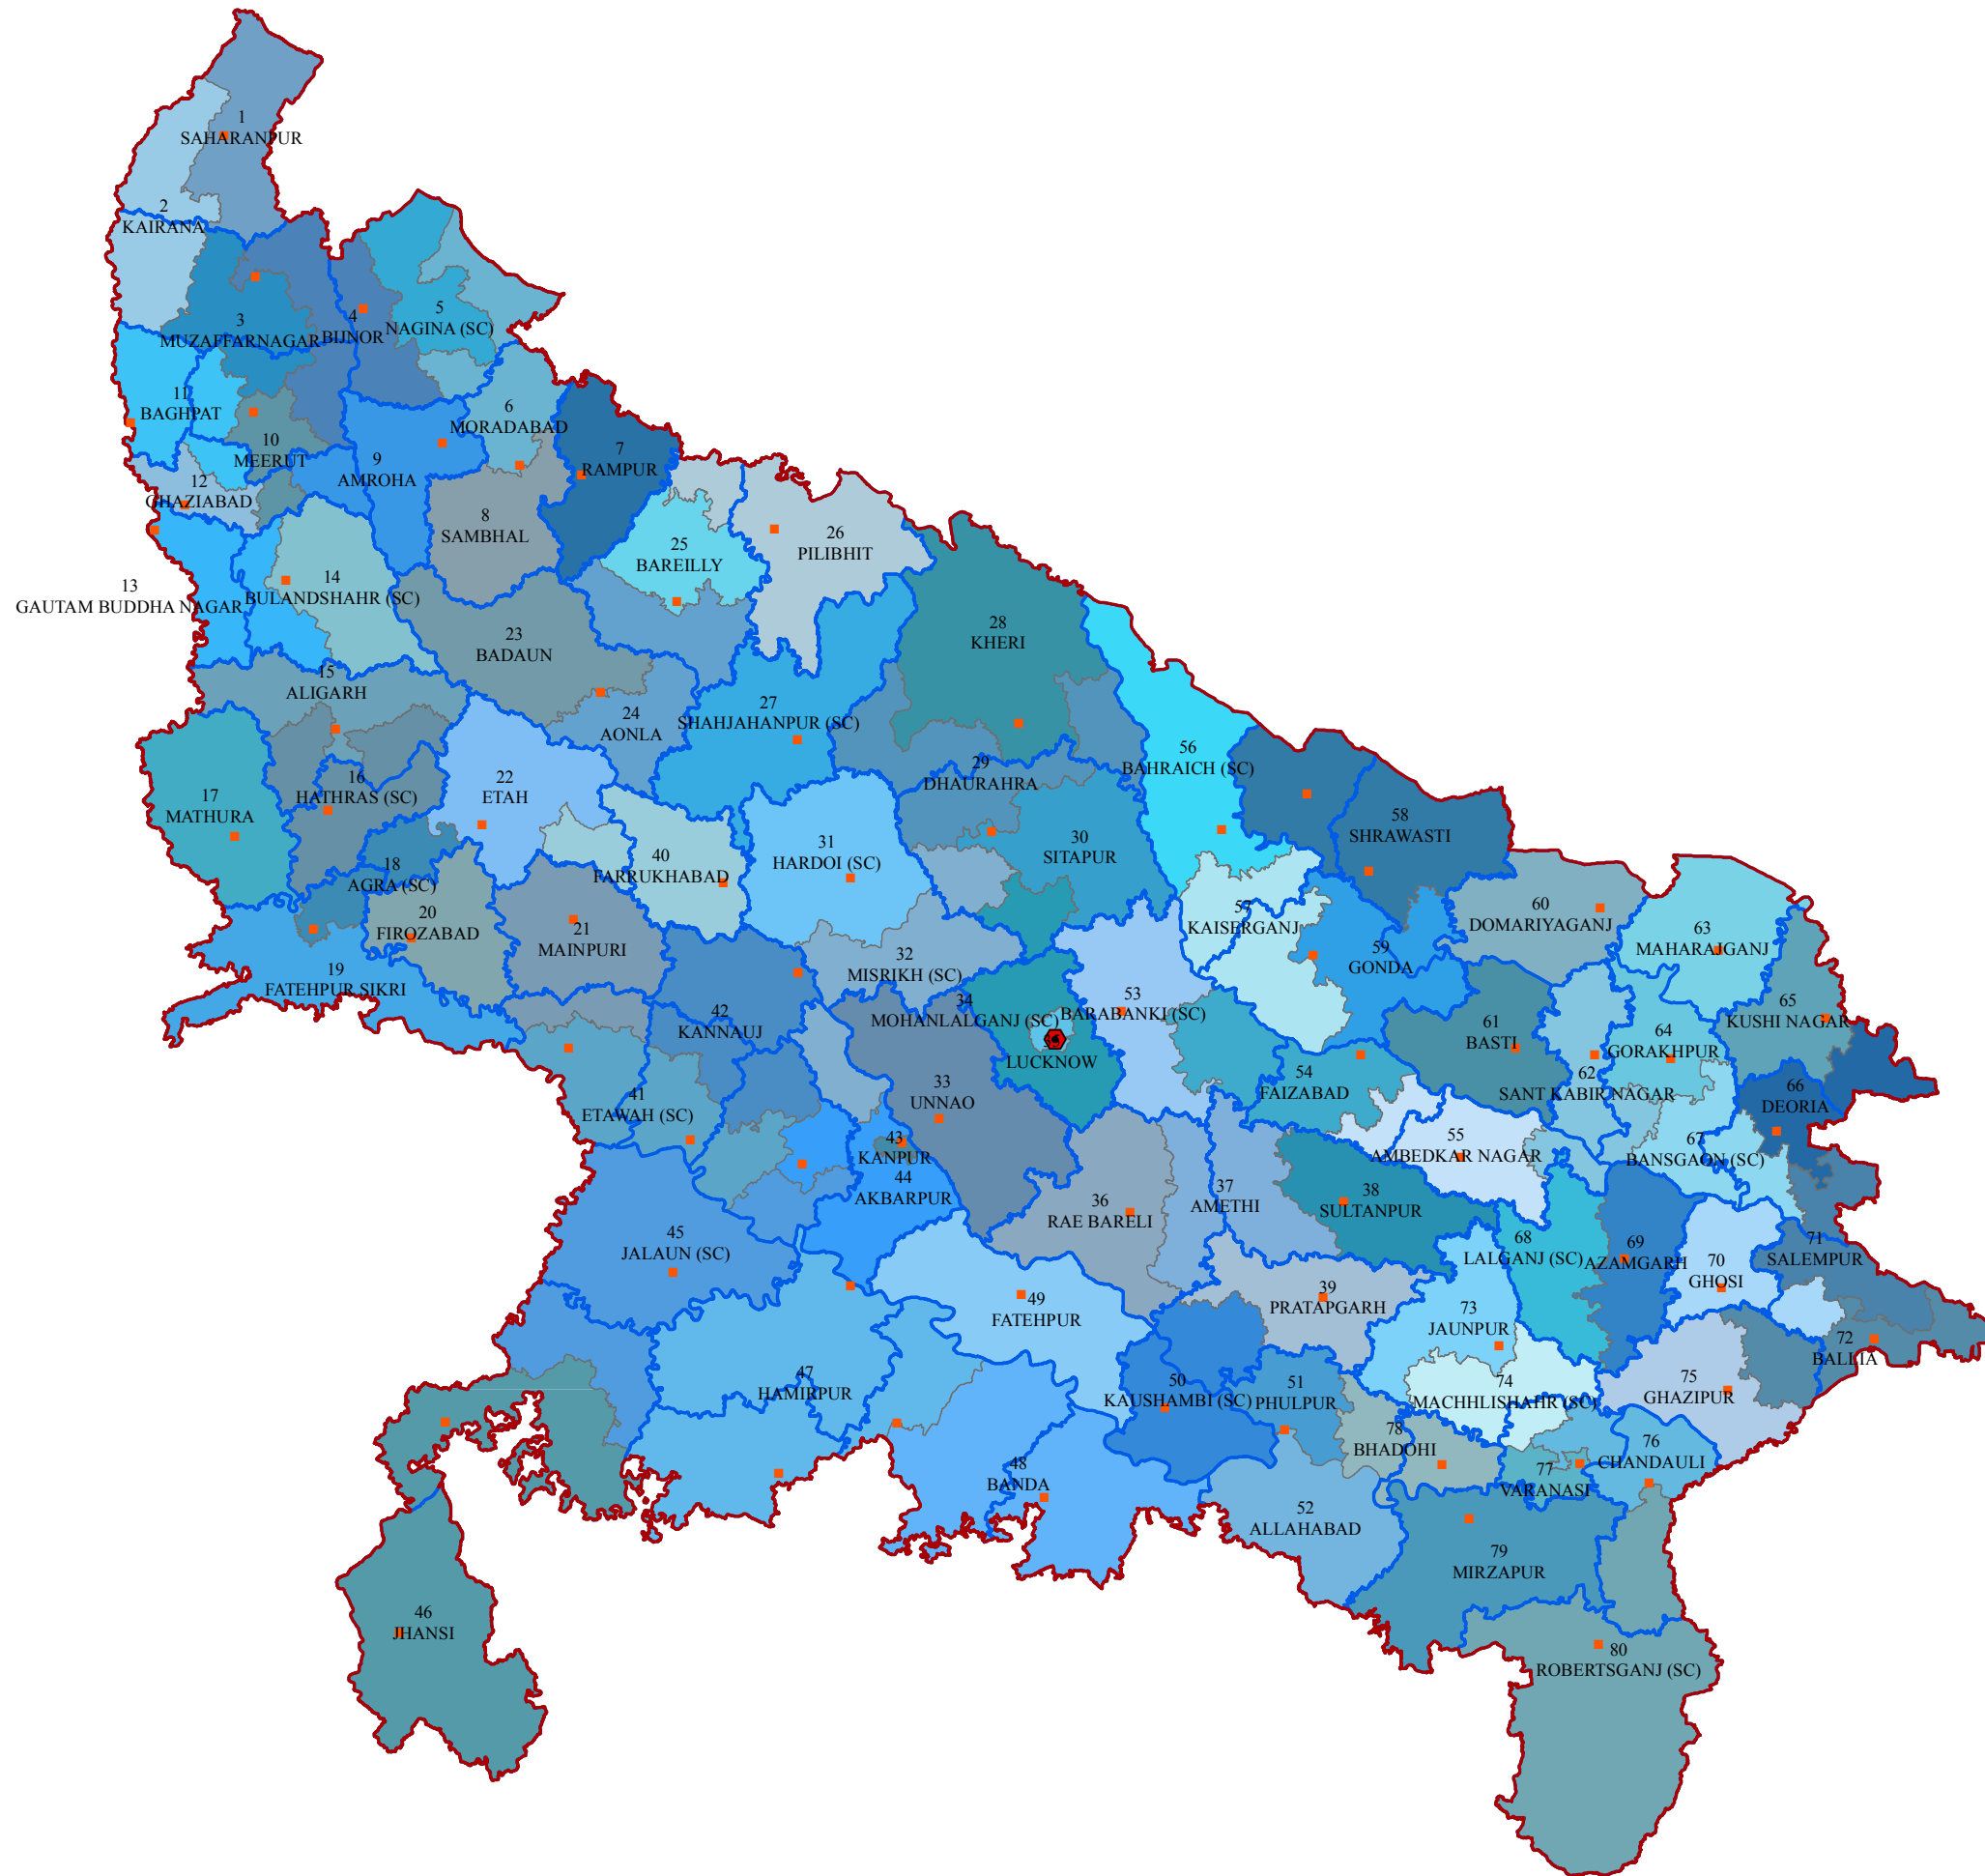 1
SAHARANPUR
2
KAIRANA
3
MUZAFFARNAGAR
4
BIJNOR
5
NAGINA (SC)
6
MORADABAD
7
RAMPUR
8
SAMBHAL
9
AMROHA
10
MEERUT
11
BAGHPAT
12
GHAZIABAD
13
GAUTAM BUDDHA NAGAR
14
BULANDSHAHR (SC)
15
ALIGARH
16
HATHRAS (SC)
17
MATHURA
18
AGRA (SC)
19
FATEHPUR SIKRI
20
FIROZABAD
21
MAINPURI
22
ETAH
23
BADAUN
24
AONLA
25
BAREILLY
26
PILIBHIT
27
SHAHJAHANPUR (SC)
28
KHERI
29
DHAURAHRA
30
SITAPUR
31
HARDOI (SC)
32
MISRIKH (SC)
33
UNNAO
34
MOHANLALGANJ (SC)
LUCKNOW
36
RAE BARELI
37
AMETHI
38
SULTANPUR
39
PRATAPGARH
40
FARRUKHABAD
41
ETAWAH (SC)
42
KANNAUJ
43
KANPUR
44
AKBARPUR
45
JALAUN (SC)
46
JHANSI
47
HAMIRPUR
48
BANDA
49
FATEHPUR
50
KAUSHAMBI (SC)
51
PHULPUR
52
ALLAHABAD
53
BARABANKI (SC)
54
FAIZABAD
55
AMBEDKAR NAGAR
56
BAHRAICH (SC)
57
KAISERGANJ
58
SHRAWASTI
59
GONDA
60
DOMARIYAGANJ
61
BASTI
62
SANT KABIR NAGAR
63
MAHARAJGANJ
64
GORAKHPUR
65
KUSHI NAGAR
66
DEORIA
67
BANSGAON (SC)
68
LALGANJ (SC)
69
AZAMGARH
70
GHOSI
71
SALEMPUR
72
BALLIA
73
JAUNPUR
74
MACHHLISHAHR (SC)
75
GHAZIPUR
76
CHANDAULI
77
VARANASI
78
BHADOHI
79
MIRZAPUR
80
ROBERTSGANJ (SC)